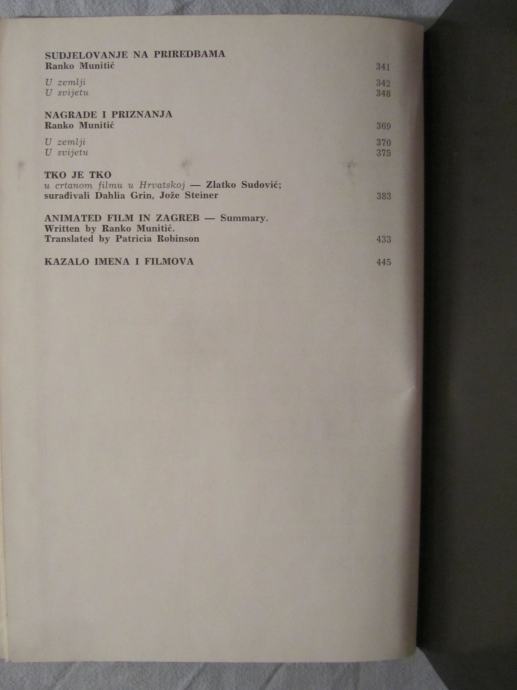 SUDJELOVANJE NA PRIREDBAMA
Ranko Munitić 341
U zemlji 342
U svijetu 348
NAGRADE I PRIZNANJA
Ranko Munitić 369
U zemlji 370
U svijetu 375
TKO JE TKO
u crtanom filmu u Hrvatskoj — Zlatko Sudović;
surađivali Dahlia Grin, Jože Steiner 383
ANIMATED FILM IN ZAGREB — Summary.
Written by Ranko Munitić.
Translated by Patricia Robinson 433
KAZALO IMENA I FILMOVA 445